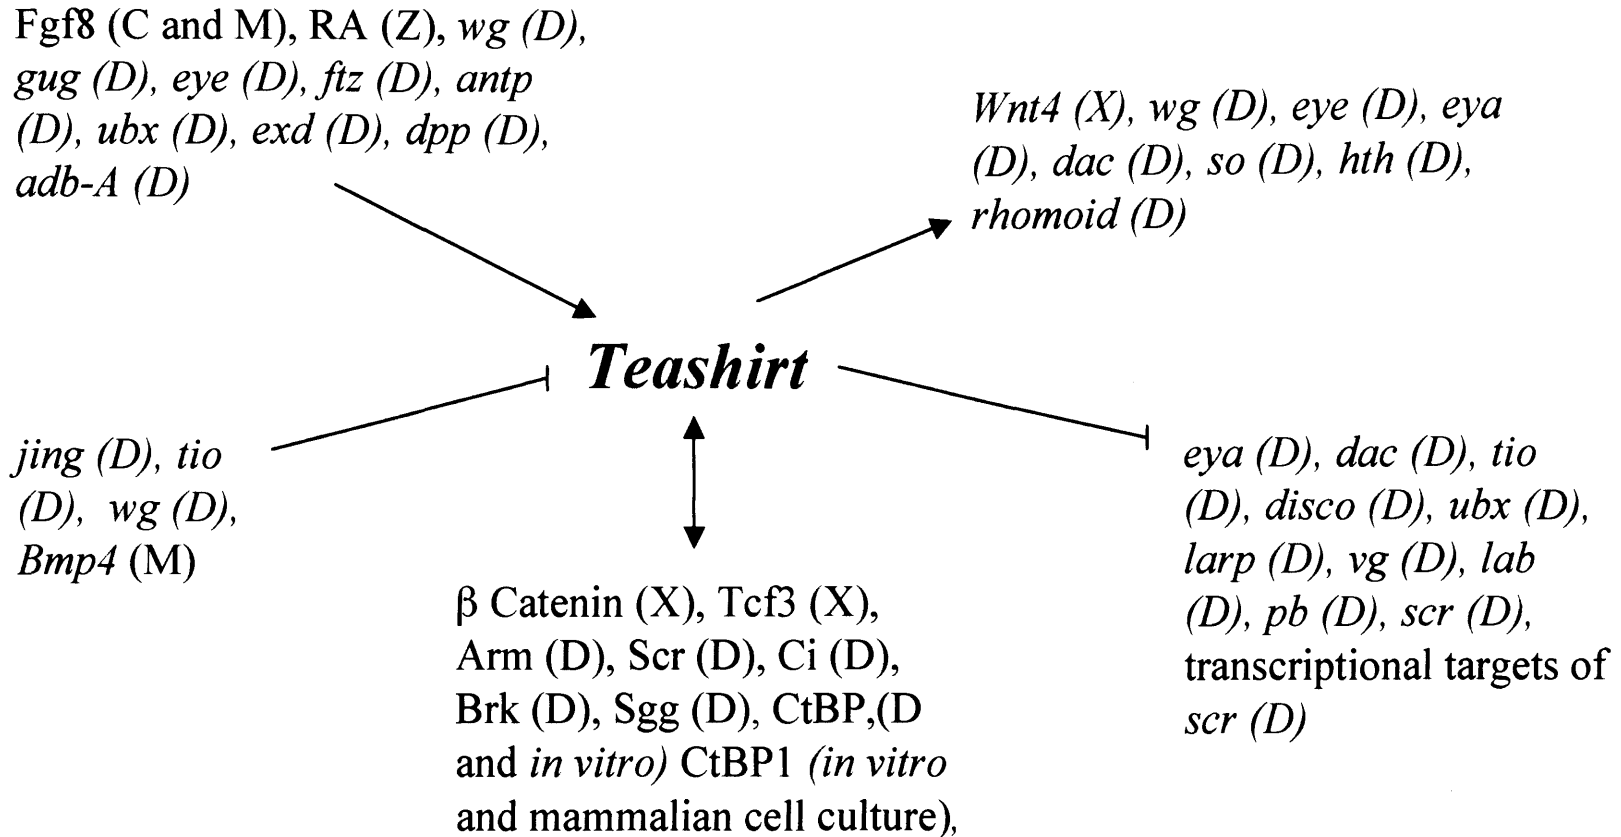 Fgf8 (C and M), RA (Z), wg (D),
gug (D), eye (D), ftz (D), antp
(D), ubx (D), exd (D), dpp (D),
adb-A (D)
Wnt4 (X), wg (D), eye (D), eya
(D), dac (D), so (D), hth (D),
rhomoid (D)
Teashirt
jing (D), tio
(D), wg (D),
Bmp4 (M)
eya (D), dac (D), tio
(D), disco (D), ubx (D),
larp (D), vg (D), lab
(D), pb (D), scr (D),
transcriptional targets of
scr (D)
β Catenin (X), Tcf3 (X),
Arm (D), Scr (D), Ci (D),
Brk (D), Sgg (D), CtBP,(D
and in vitro) CtBP1 (in vitro
and mammalian cell culture),